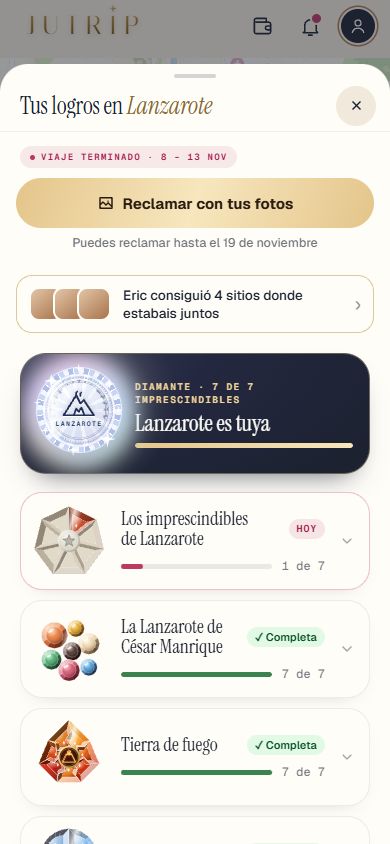 JUTRIP
Tus logros en Lanzarote
VIAJE TERMINADO · 8 – 13 NOV
Reclamar con tus fotos
Puedes reclamar hasta el 19 de noviembre
Eric consiguió 4 sitios donde
estabais juntos
DIAMANTE · 7 DE 7
IMPRESCINDIBLES
LANZAROTE
Lanzarote es tuya
Los imprescindibles
de Lanzarote
HOY
1 de 7
La Lanzarote de
César Manrique
✓ Completa
7 de 7
Tierra de fuego
✓ Completa
7 de 7